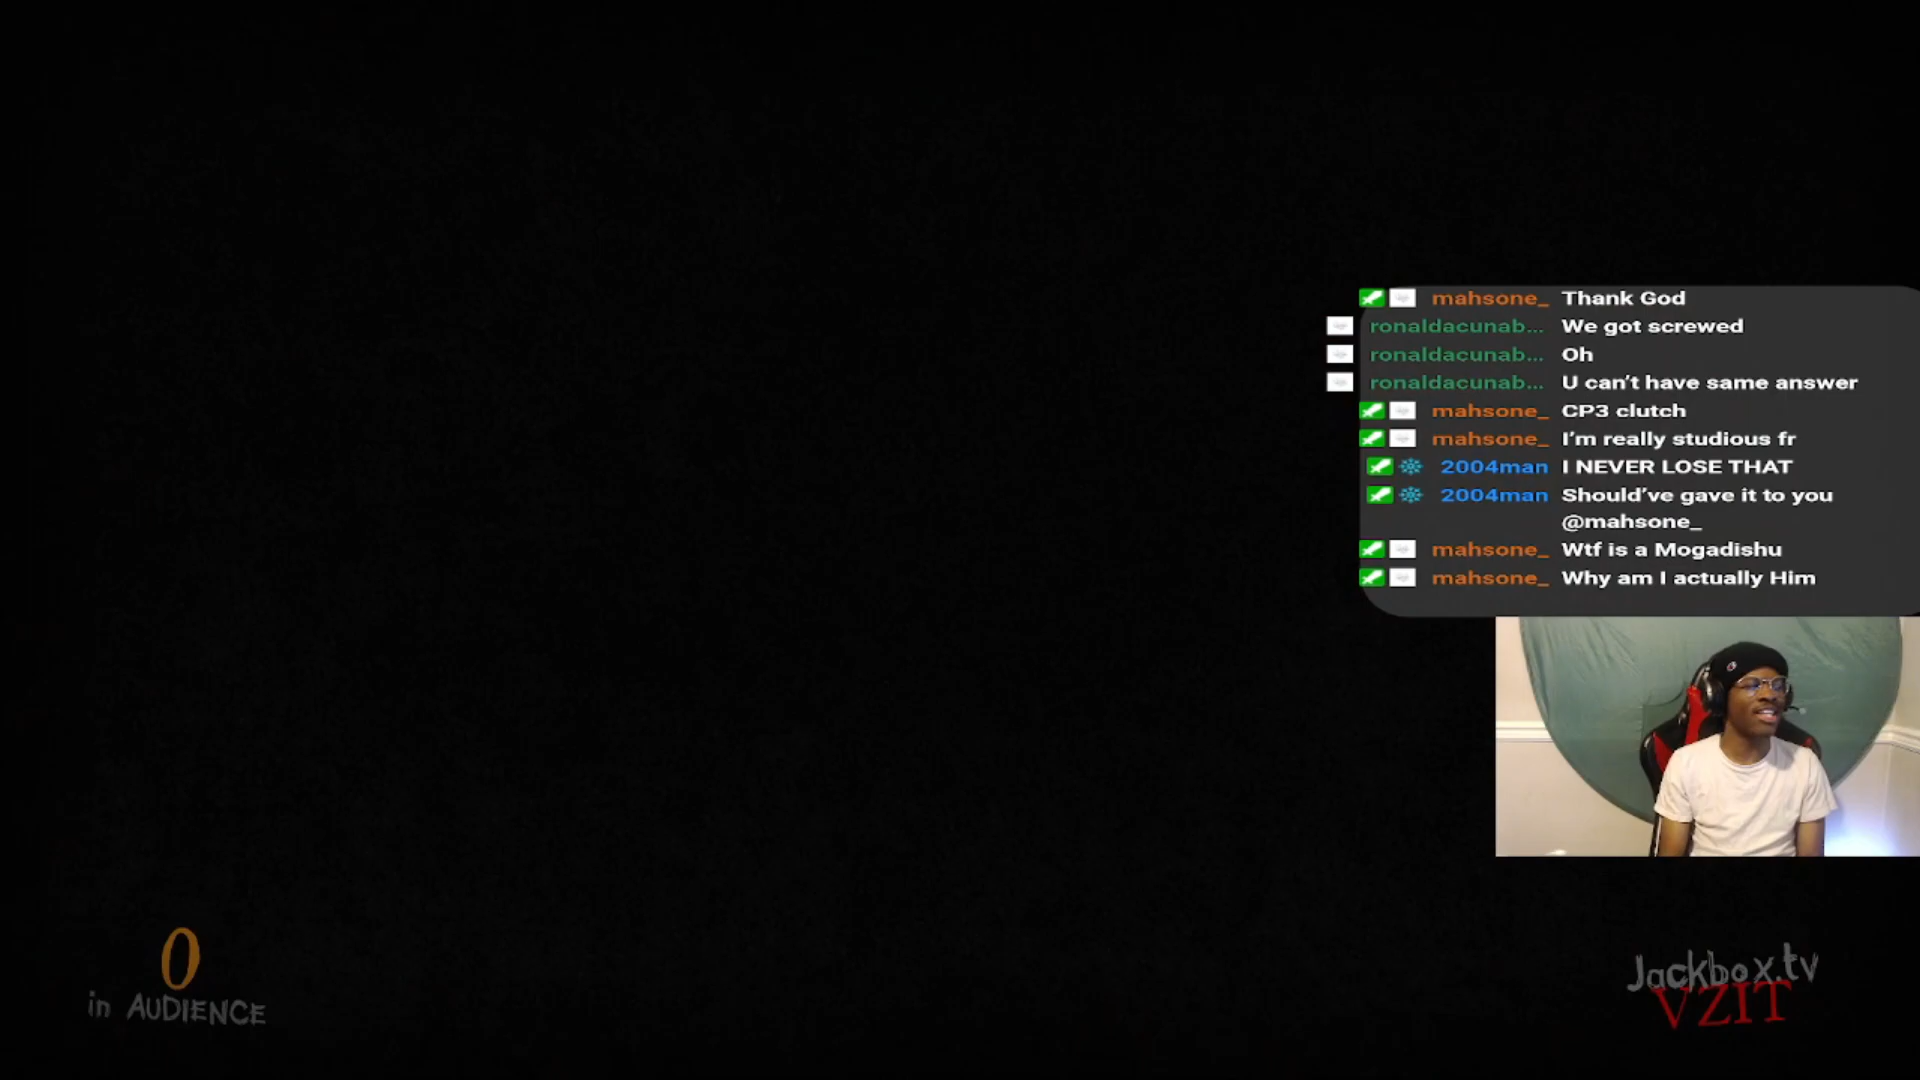 mahsone_ Thank God
ronaldacunab... We got screwed
ronaldacunab... Oh
ronaldacunab... U can't have same answer
mahsone_ CP3 clutch
mahsone_ I'm really studious fr
2004man I NEVER LOSE THAT
2004man Should've gave it to you
@mahsone_
mahsone_ Wtf is a Mogadishu
mahsone_ Why am I actually Him
0
in AUDIENCE
Jackbox.tv
VZIT